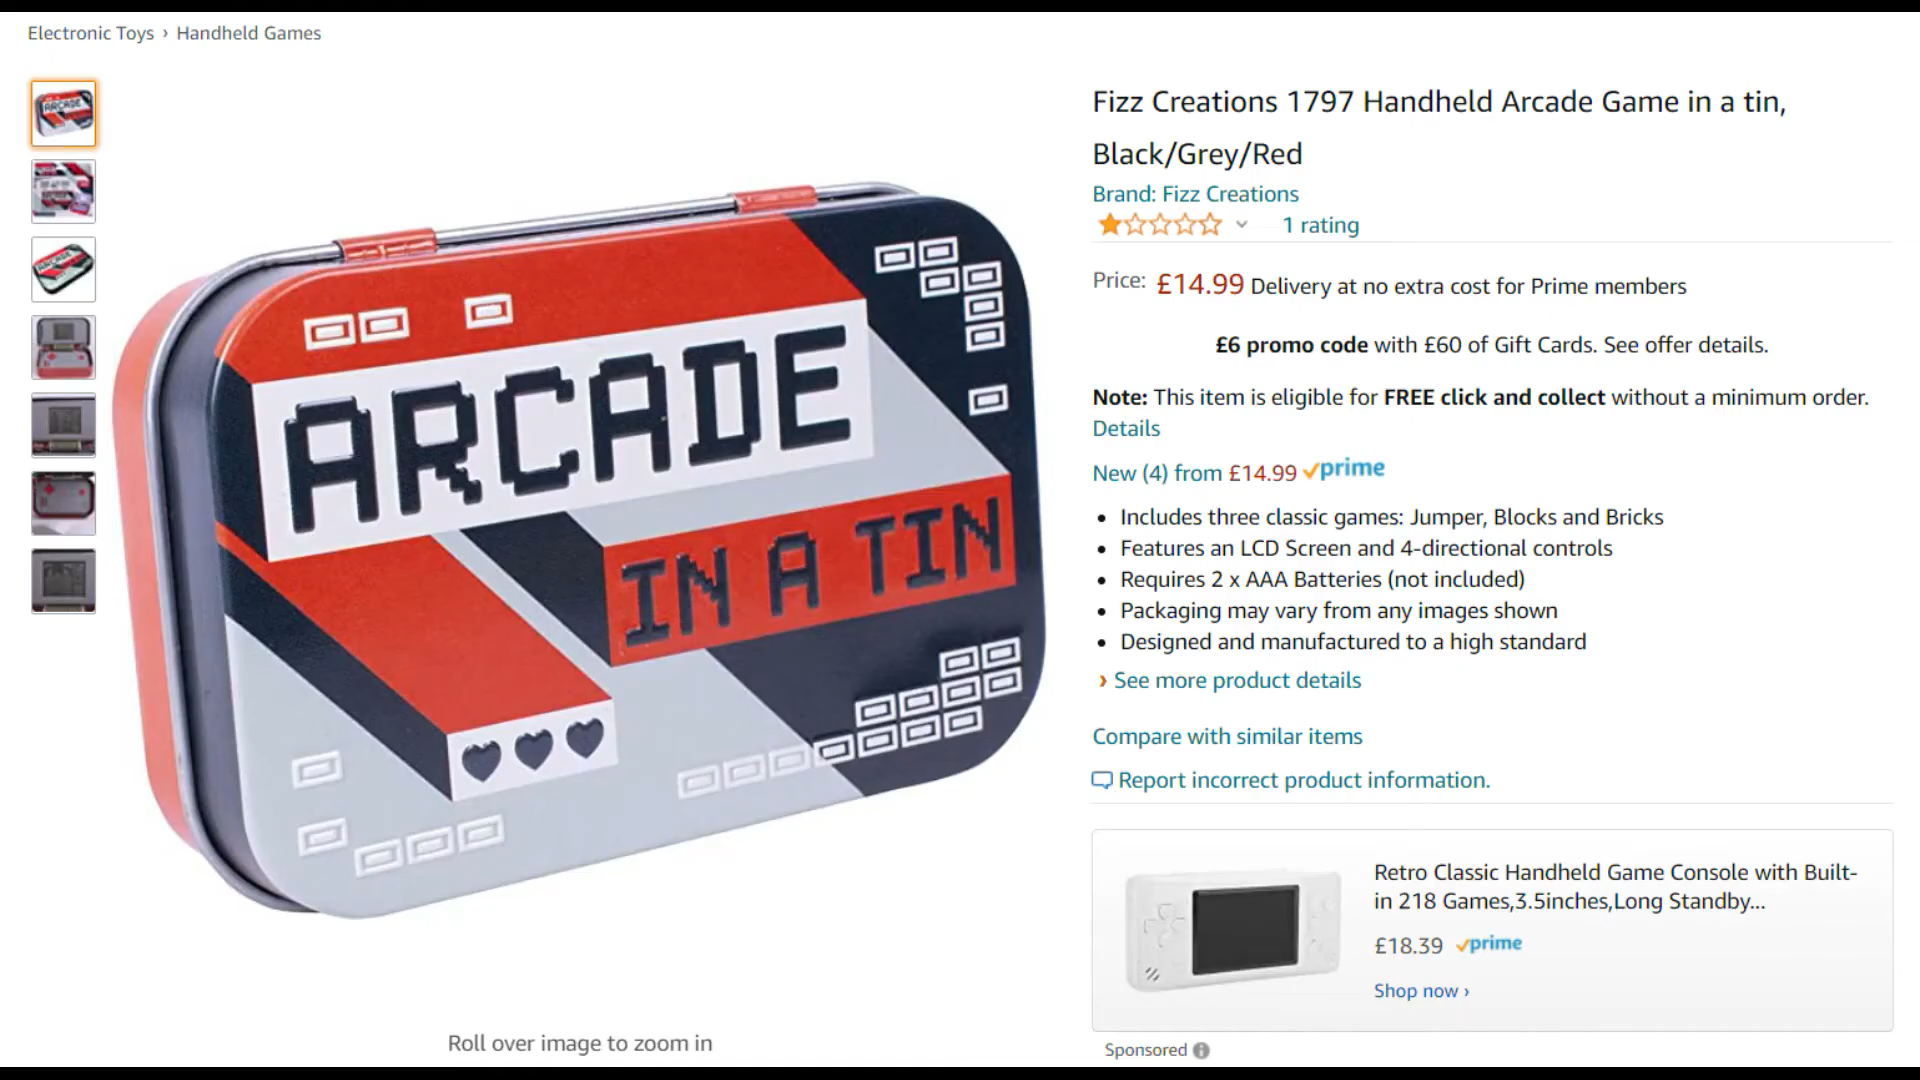 Electronic Toys › Handheld Games
ARCADE
IN A TIN
Roll over image to zoom in
Fizz Creations 1797 Handheld Arcade Game in a tin,
Black/Grey/Red
Brand: Fizz Creations
1 rating
Price: £14.99 Delivery at no extra cost for Prime members
£6 promo code with £60 of Gift Cards. See offer details.
Note: This item is eligible for FREE click and collect without a minimum order.
Details
New (4) from £14.99 prime
• Includes three classic games: Jumper, Blocks and Bricks
• Features an LCD Screen and 4-directional controls
• Requires 2 x AAA Batteries (not included)
• Packaging may vary from any images shown
• Designed and manufactured to a high standard
› See more product details
Compare with similar items
Report incorrect product information.
Retro Classic Handheld Game Console with Built-
in 218 Games,3.5inches,Long Standby...
£18.39 prime
Shop now ›
Sponsored